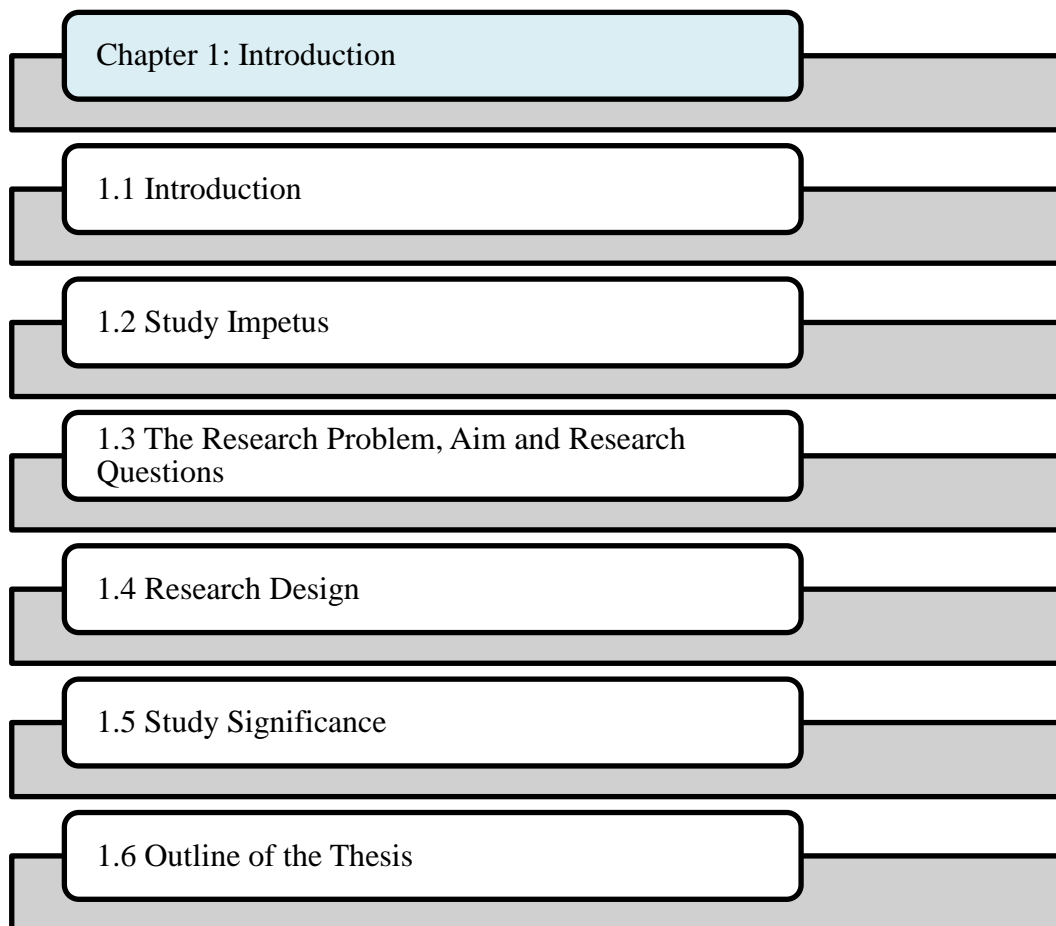 Chapter 1: Introduction
1.1 Introduction
1.2 Study Impetus
1.3 The Research Problem, Aim and Research
Questions
1.4 Research Design
1.5 Study Significance
1.6 Outline of the Thesis